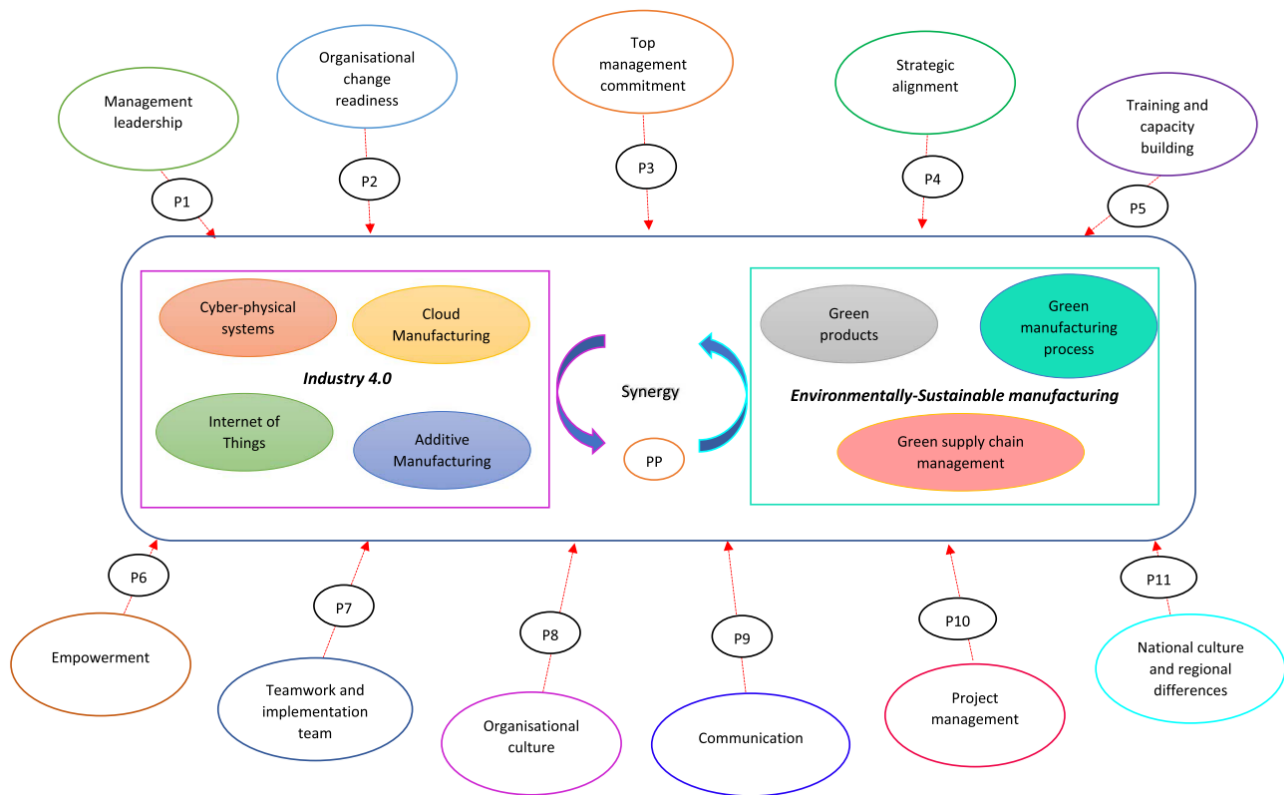 Organisational
change
readiness
Top
management
commitment
Strategic
alignment
Management
leadership
Training and
capacity
building
P1
P2
P3
P4
P5
Cyber-physical
systems
Cloud
Manufacturing
Industry 4.0
Internet of
Things
Additive
Manufacturing
Synergy
PP
Green
products
Green
manufacturing
process
Environmentally-Sustainable manufacturing
Green supply chain
management
P6
P7
P8
P9
P10
P11
Empowerment
Teamwork and
implementation
team
Organisational
culture
Communication
Project
management
National culture
and regional
differences